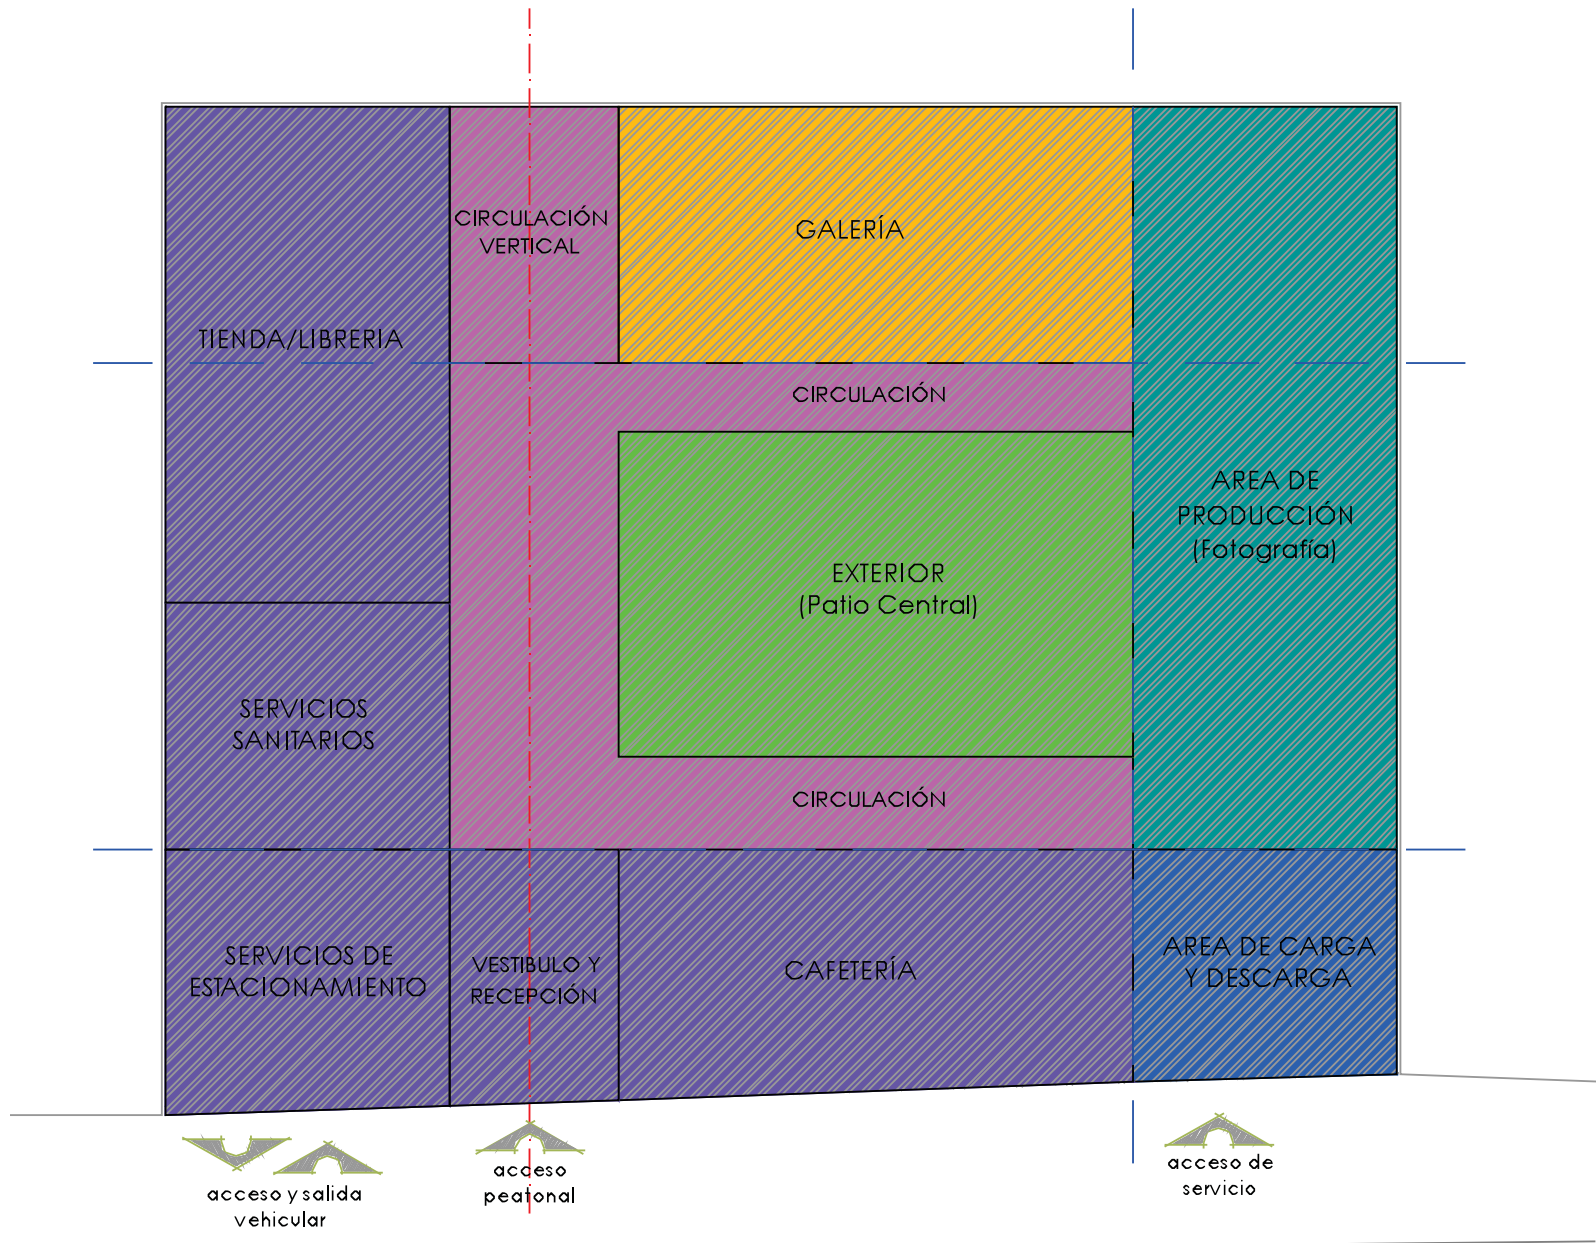 CIRCULACIÓN
VERTICAL
GALERÍA
TIENDA/LIBRERIA
CIRCULACIÓN
AREA DE
PRODUCCIÓN
(Fotografía)
EXTERIOR
(Patio Central)
SERVICIOS
SANITARIOS
CIRCULACIÓN
SERVICIOS DE
ESTACIONAMIENTO
VESTIBULO Y
RECEPCIÓN
CAFETERÍA
AREA DE CARGA
Y DESCARGA
acceso y salida
vehicular
acceso
peatonal
acceso de
servicio